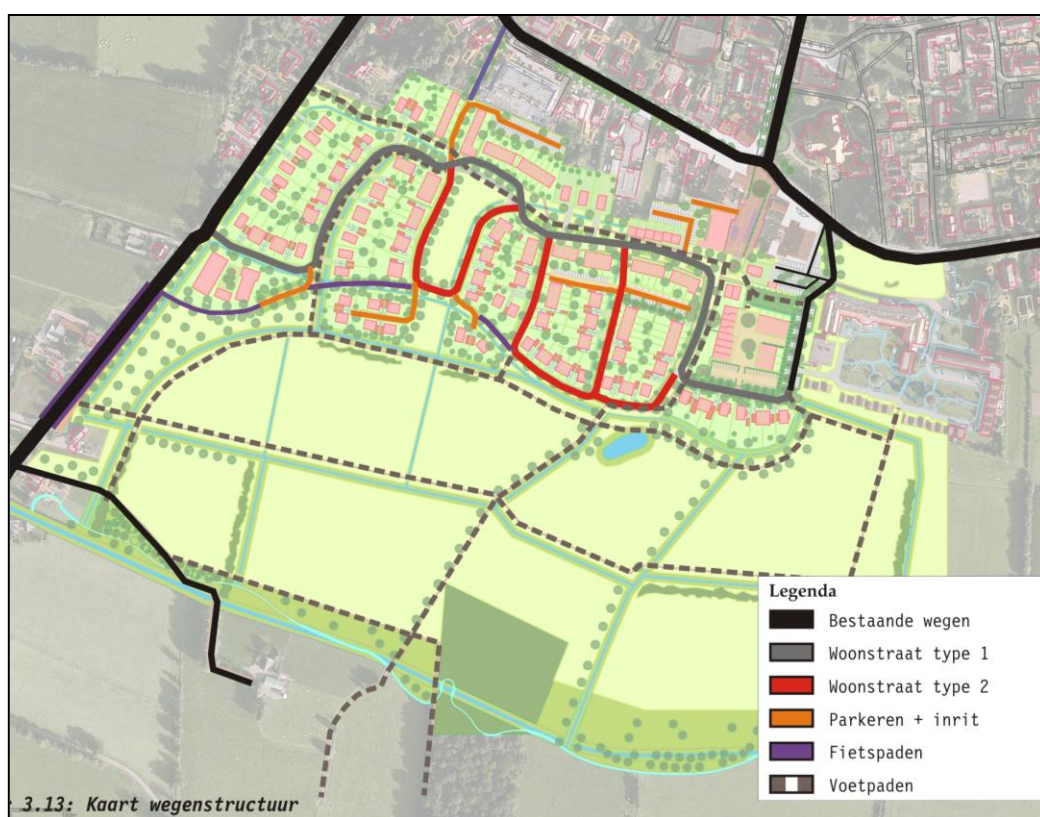 Legenda
Bestaande wegen
Woonstraat type 1
Woonstraat type 2
Parkeren + inrit
Fietspaden
Voetpaden
3.13: Kaart wegenstructuur